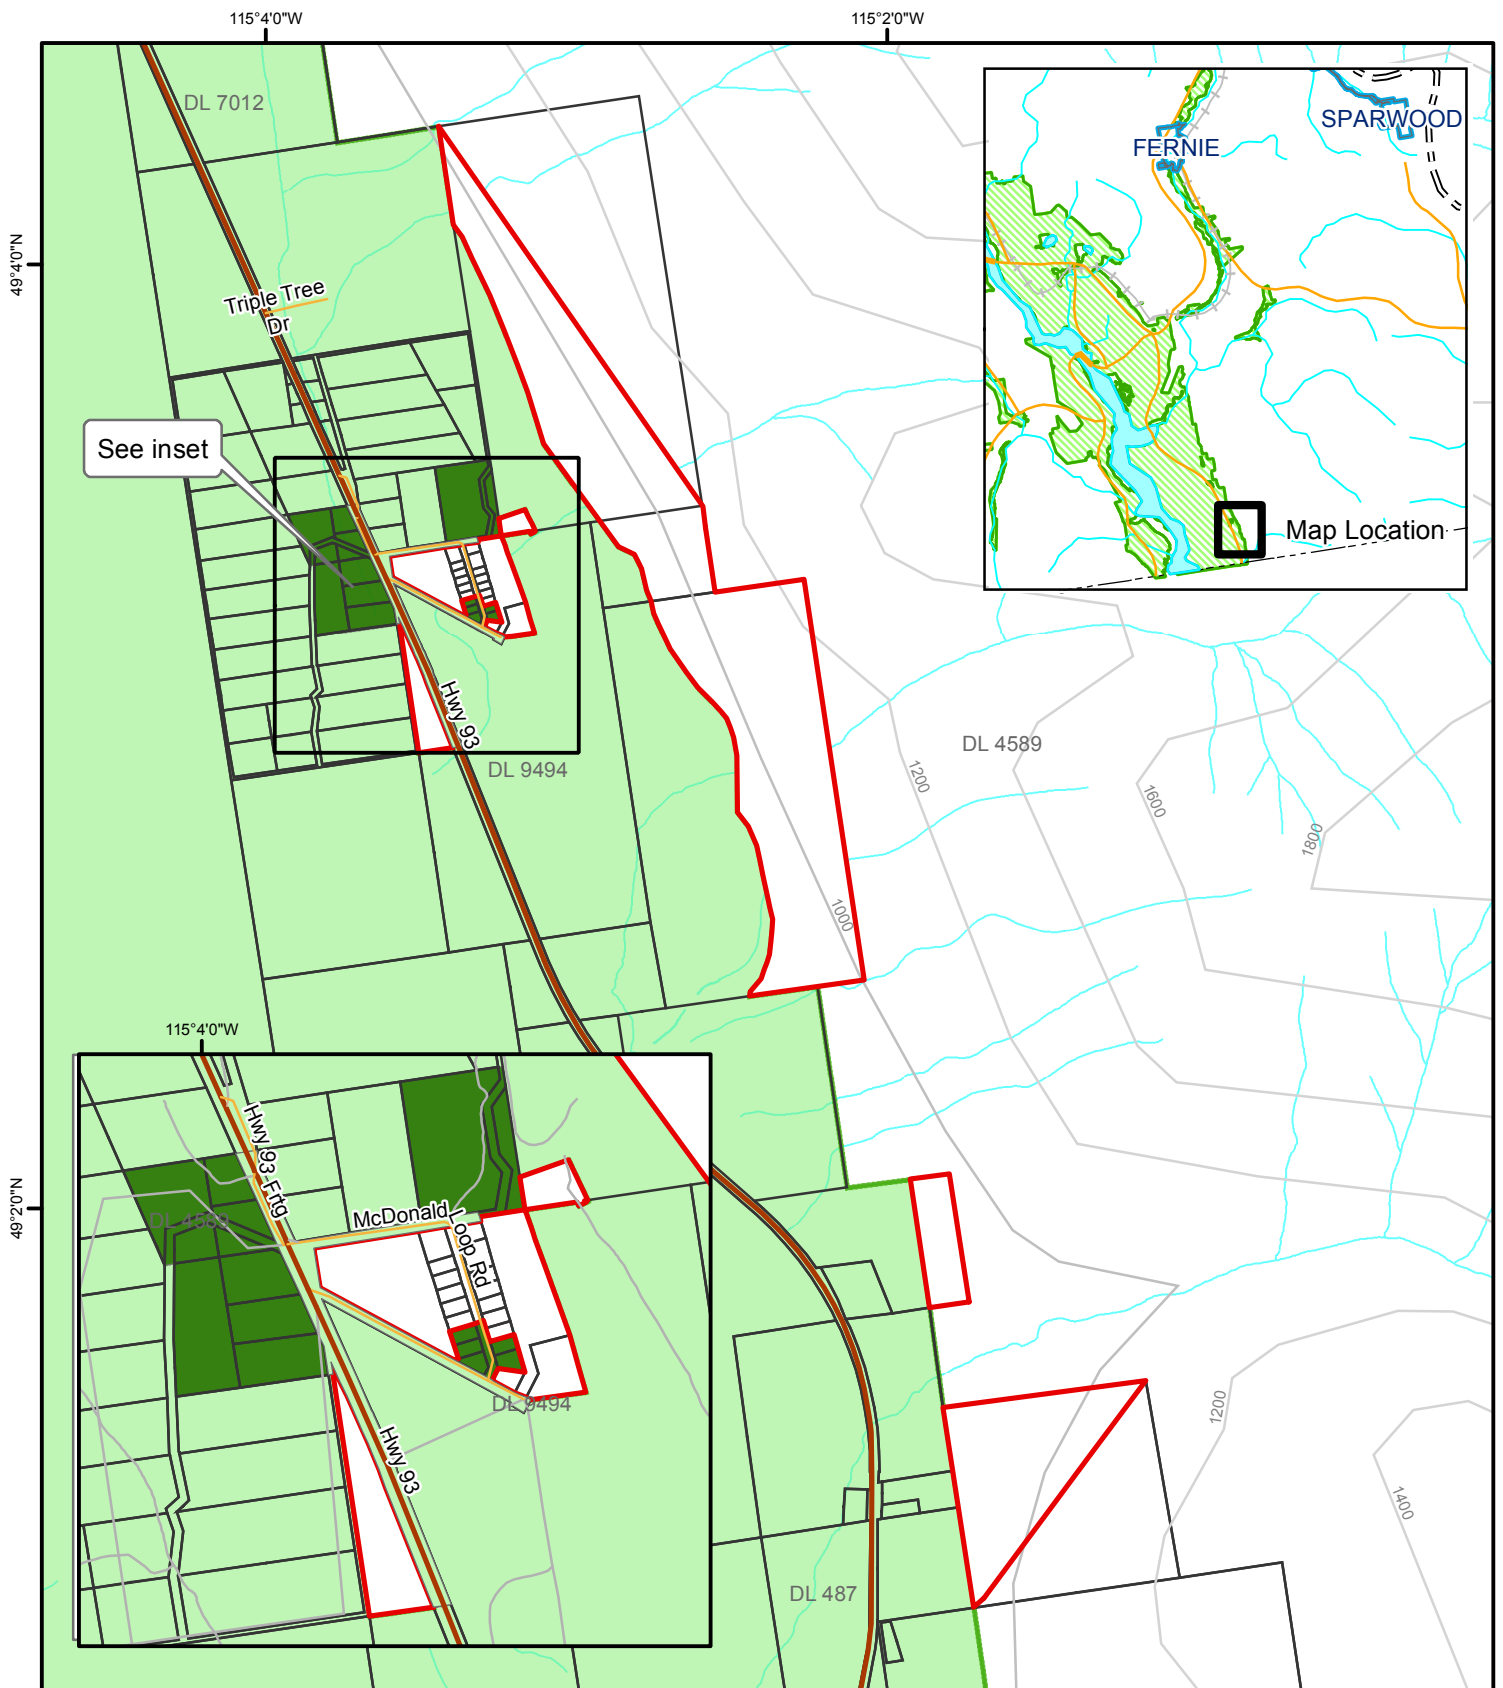 115°4'0"W
115°2'0"W
DL 7012
SPARWOOD
FERNIE
49°4'0"N
Triple Tree
Dr
See inset
Map Location
Hwy 93
DL 9494
DL 4589
1200
1600
1800
1000
115°4'0"W
49°2'0"N
Hwy 93 Frtg
DL 4589
McDonald
Loop Rd
DL 9494
Hwy 93
1200
1400
DL 487